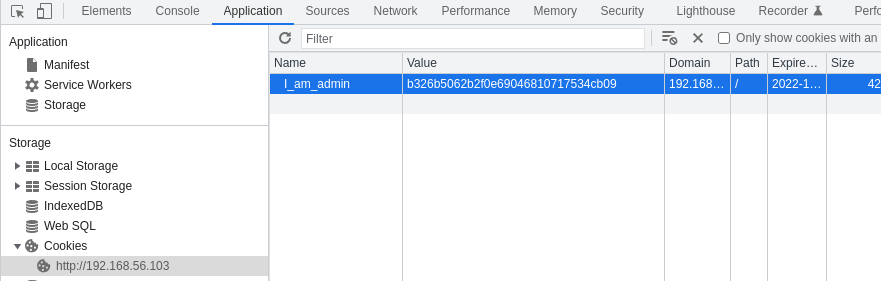 Elements Console Application Sources Network Performance Memory Security Lighthouse Recorder Perfo
Application
Manifest
Service Workers
Storage
Storage
Local Storage
Session Storage
IndexedDB
Web SQL
Cookies
http://192.168.56.103
Filter Only show cookies with an
Name Value Domain Path Expire... Size
I_am_admin b326b5062b2f0e69046810717534cb09 192.168... / 2022-1... 42